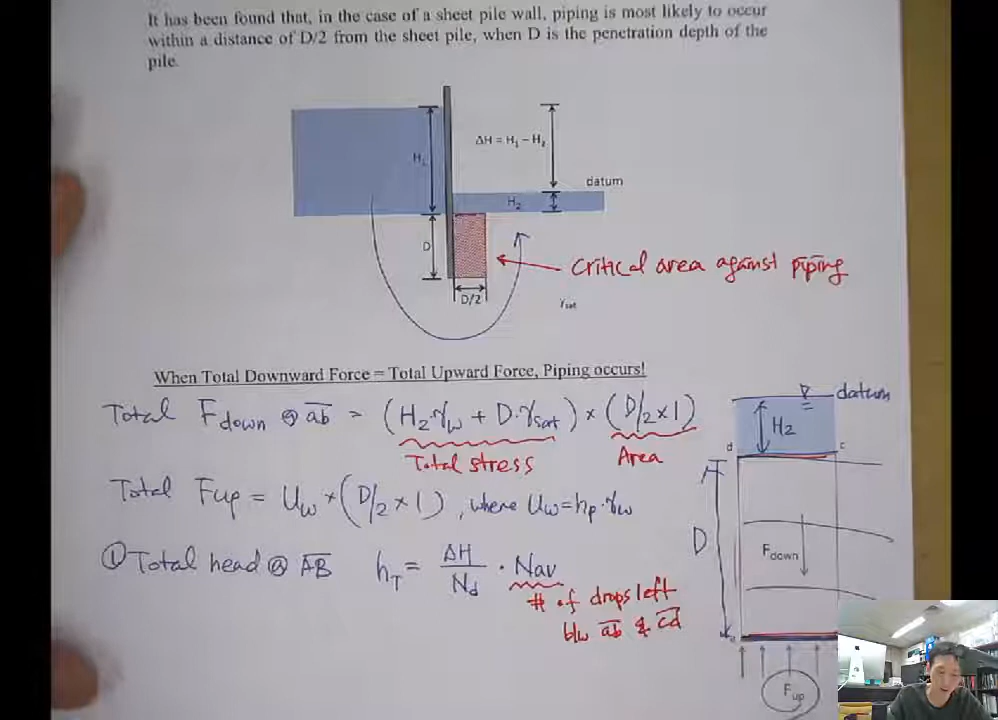 It has been found that, in the case of a sheet pile wall, piping is most likely to occur
within a distance of D/2 from the sheet pile, when D is the penetration depth of the
pile.
ΔH = H₁ − H₂
H₁
datum
H₂
D
Critical area against piping
D/2
γsat
When Total Downward Force = Total Upward Force, Piping occurs!
Total F down @ ab = (H₂·γw + D·γsat) × (D/2 × 1)
Total stress
Area
datum
H₂
d
c
Total Fup = Uw × (D/2 × 1), where Uw = hp·γw
D
F down
① Total head @ AB hT = ΔH/Nd · Nav
# of drops left
b/w ab & cd
F up